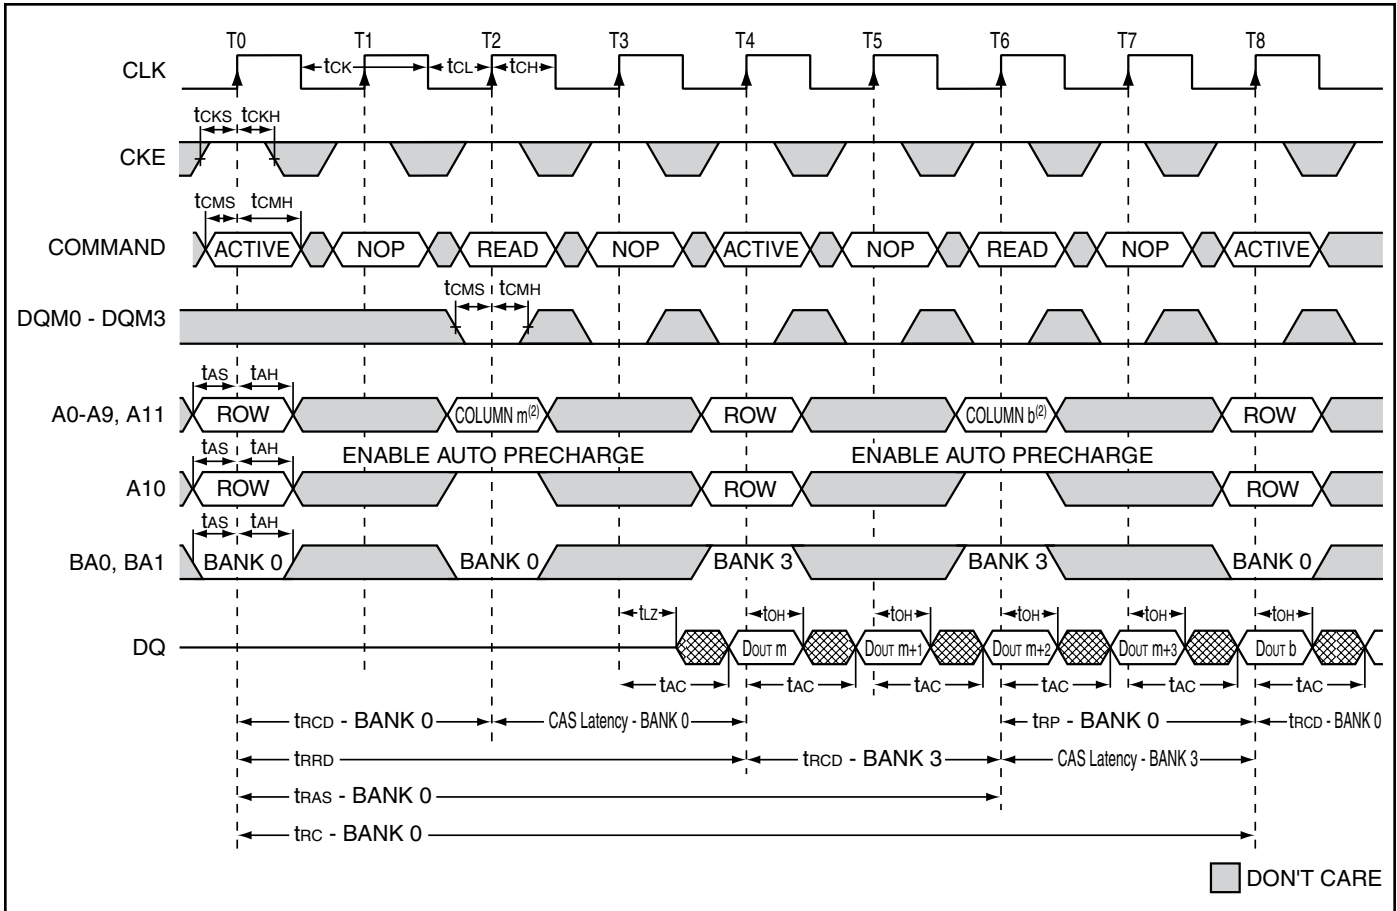 T0 T1 T2 T3 T4 T5 T6 T7 T8
CLK tCK tCL tCH
tCKS tCKH
CKE
tCMS tCMH
COMMAND ACTIVE NOP READ NOP ACTIVE NOP READ NOP ACTIVE
tCMS tCMH
DQM0 - DQM3
tAS tAH
A0-A9, A11 ROW COLUMN m(2) ROW COLUMN b(2) ROW
tAS tAH ENABLE AUTO PRECHARGE ENABLE AUTO PRECHARGE
A10 ROW ROW ROW
tAS tAH
BA0, BA1 BANK 0 BANK 0 BANK 3 BANK 3 BANK 0
tLZ tOH tOH tOH tOH tOH
DQ DOUT m DOUT m+1 DOUT m+2 DOUT m+3 DOUT b
tAC tAC tAC tAC tAC tAC
tRCD - BANK 0 CAS Latency - BANK 0 tRP - BANK 0 tRCD - BANK 0
tRRD tRCD - BANK 3 CAS Latency - BANK 3
tRAS - BANK 0
tRC - BANK 0
DON'T CARE